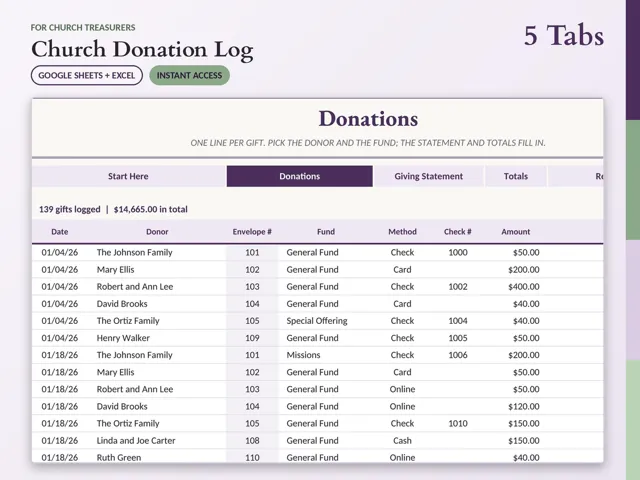 FOR CHURCH TREASURERS
Church Donation Log
5 Tabs
GOOGLE SHEETS + EXCEL INSTANT ACCESS
Donations
ONE LINE PER GIFT. PICK THE DONOR AND THE FUND; THE STATEMENT AND TOTALS FILL IN.
Start Here Donations Giving Statement Totals Re
139 gifts logged | $14,665.00 in total
Date Donor Envelope # Fund Method Check # Amount
01/04/26 The Johnson Family 101 General Fund Check 1000 $50.00
01/04/26 Mary Ellis 102 General Fund Card $200.00
01/04/26 Robert and Ann Lee 103 General Fund Check 1002 $400.00
01/04/26 David Brooks 104 General Fund Card $40.00
01/04/26 The Ortiz Family 105 Special Offering Check 1004 $40.00
01/04/26 Henry Walker 109 General Fund Check 1005 $50.00
01/18/26 The Johnson Family 101 Missions Check 1006 $200.00
01/18/26 Mary Ellis 102 General Fund Card $50.00
01/18/26 Robert and Ann Lee 103 General Fund Online $50.00
01/18/26 David Brooks 104 General Fund Online $120.00
01/18/26 The Ortiz Family 105 General Fund Check 1010 $150.00
01/18/26 Linda and Joe Carter 108 General Fund Cash $150.00
01/18/26 Ruth Green 110 General Fund Online $40.00